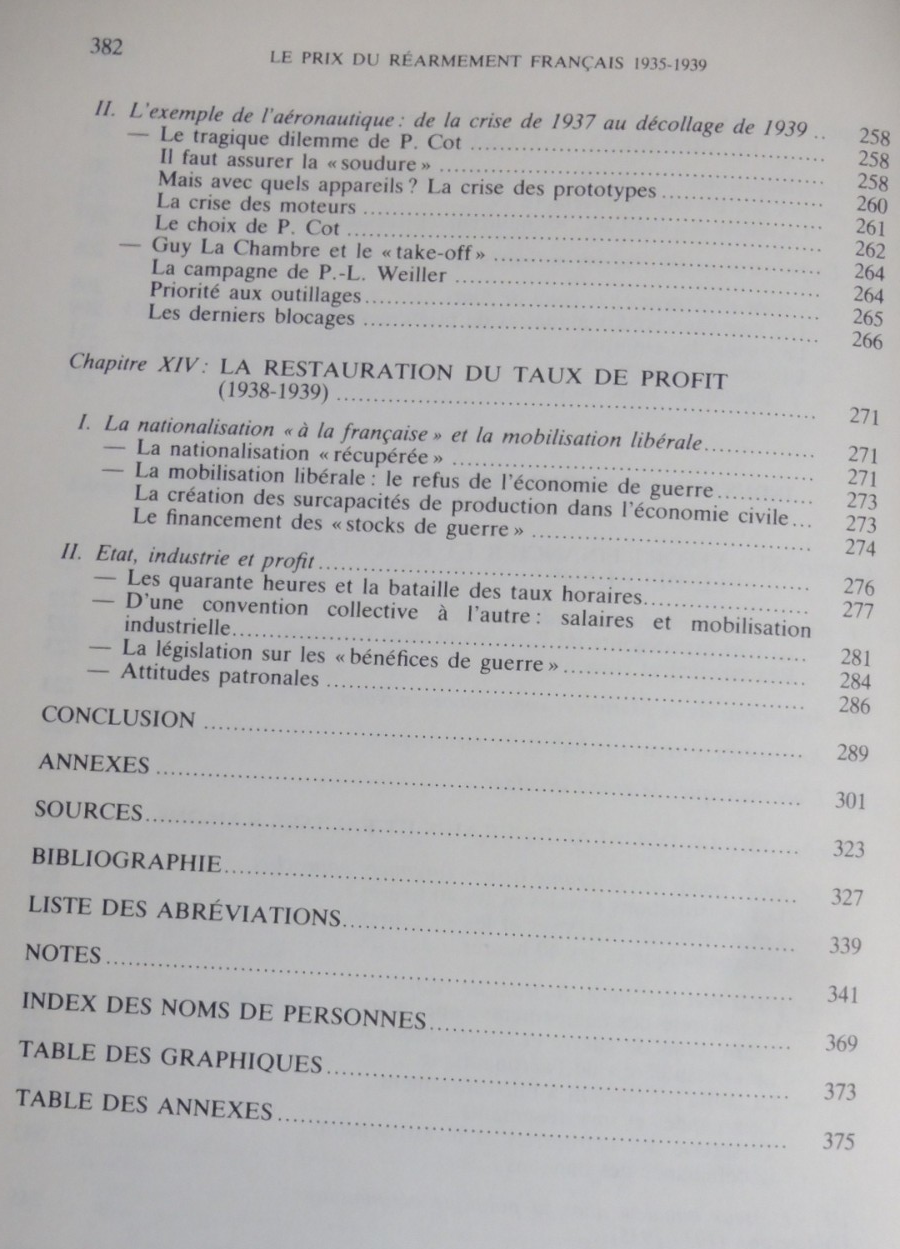 382
LE PRIX DU RÉARMEMENT FRANÇAIS 1935-1939
II. L'exemple de l'aéronautique : de la crise de 1937 au décollage de 1939 .. 258
— Le tragique dilemme de P. Cot ........ 258
Il faut assurer la « soudure » ........ 258
Mais avec quels appareils ? La crise des prototypes ........ 260
La crise des moteurs ........ 261
Le choix de P. Cot ........ 262
— Guy La Chambre et le « take-off » ........ 264
La campagne de P.-L. Weiller ........ 264
Priorité aux outillages ........ 265
Les derniers blocages ........ 266
Chapitre XIV : LA RESTAURATION DU TAUX DE PROFIT
(1938-1939) ........ 271
I. La nationalisation « à la française » et la mobilisation libérale ........ 271
— La nationalisation « récupérée » ........ 271
— La mobilisation libérale : le refus de l'économie de guerre ........ 273
La création des surcapacités de production dans l'économie civile ... 273
Le financement des « stocks de guerre » ........ 274
II. Etat, industrie et profit ........ 276
— Les quarante heures et la bataille des taux horaires ........ 277
— D'une convention collective à l'autre : salaires et mobilisation
industrielle ........ 281
— La législation sur les « bénéfices de guerre » ........ 284
— Attitudes patronales ........ 286
CONCLUSION ........ 289
ANNEXES ........ 301
SOURCES ........ 323
BIBLIOGRAPHIE ........ 327
LISTE DES ABRÉVIATIONS ........ 339
NOTES ........ 341
INDEX DES NOMS DE PERSONNES ........ 369
TABLE DES GRAPHIQUES ........ 373
TABLE DES ANNEXES ........ 375